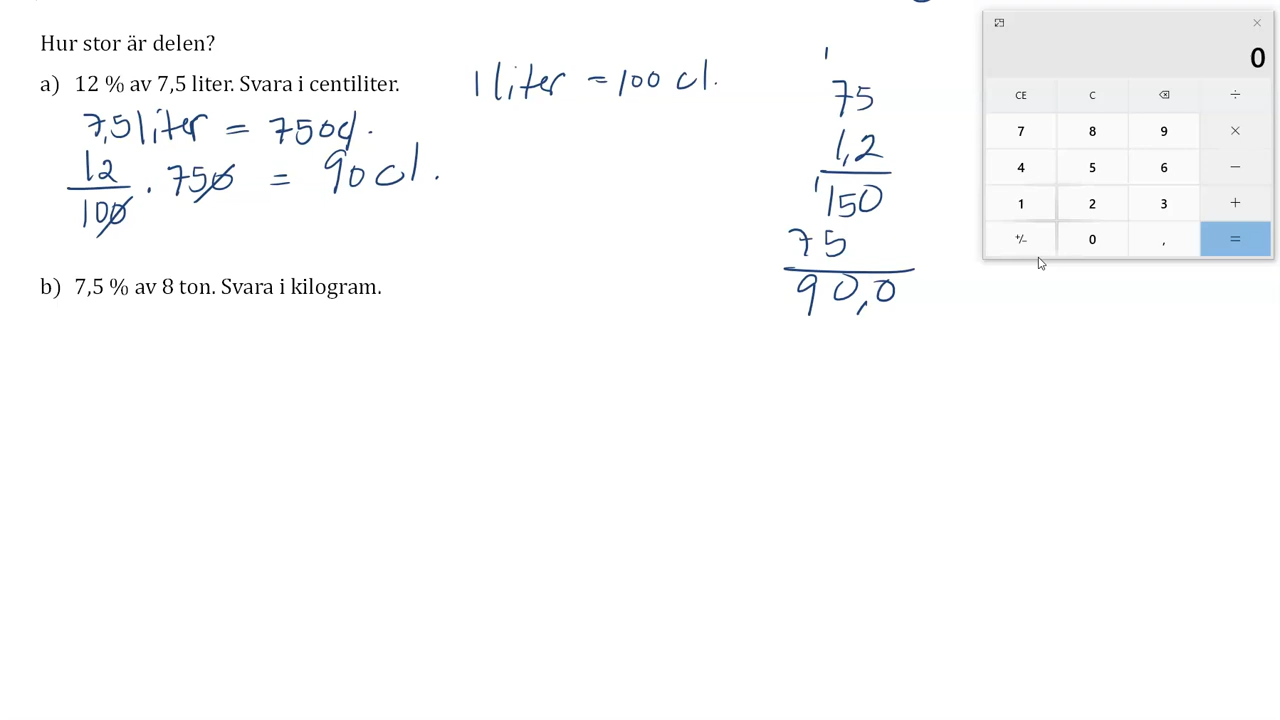 Hur stor är delen?
a) 12 % av 7,5 liter. Svara i centiliter.
1 liter = 100 cl.
7,5 liter = 750 cl.
12
100
· 750 = 90 cl.
b) 7,5 % av 8 ton. Svara i kilogram.
1
75
1,2
1 150
75
90,0
0
CE C ⌫ ÷
7 8 9 ×
4 5 6 −
1 2 3 +
+/− 0 , =